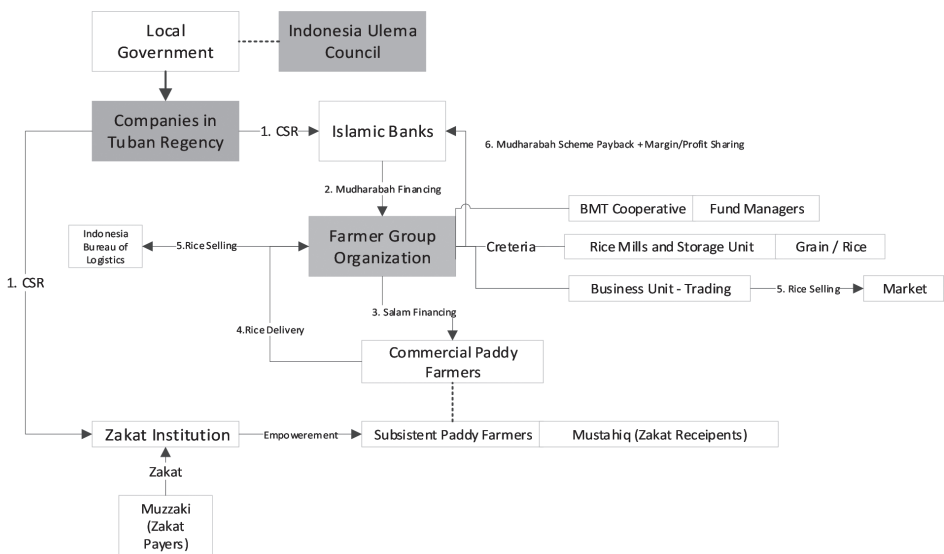 Local
Government
Indonesia Ulema
Council
Companies in
Tuban Regency
1. CSR
Islamic Banks
6. Mudharabah Scheme Payback + Margin/Profit Sharing
2. Mudharabah Financing
BMT Cooperative
Fund Managers
Indonesia
Bureau of
Logistics
5.Rice Selling
Farmer Group
Organization
Creteria
Rice Mills and Storage Unit
Grain / Rice
1. CSR
Business Unit - Trading
5. Rice Selling
Market
3. Salam Financing
4.Rice Delivery
Commercial Paddy
Farmers
Zakat Institution
Empowerement
Subsistent Paddy Farmers
Mustahiq (Zakat Receipents)
Zakat
Muzzaki
(Zakat
Payers)